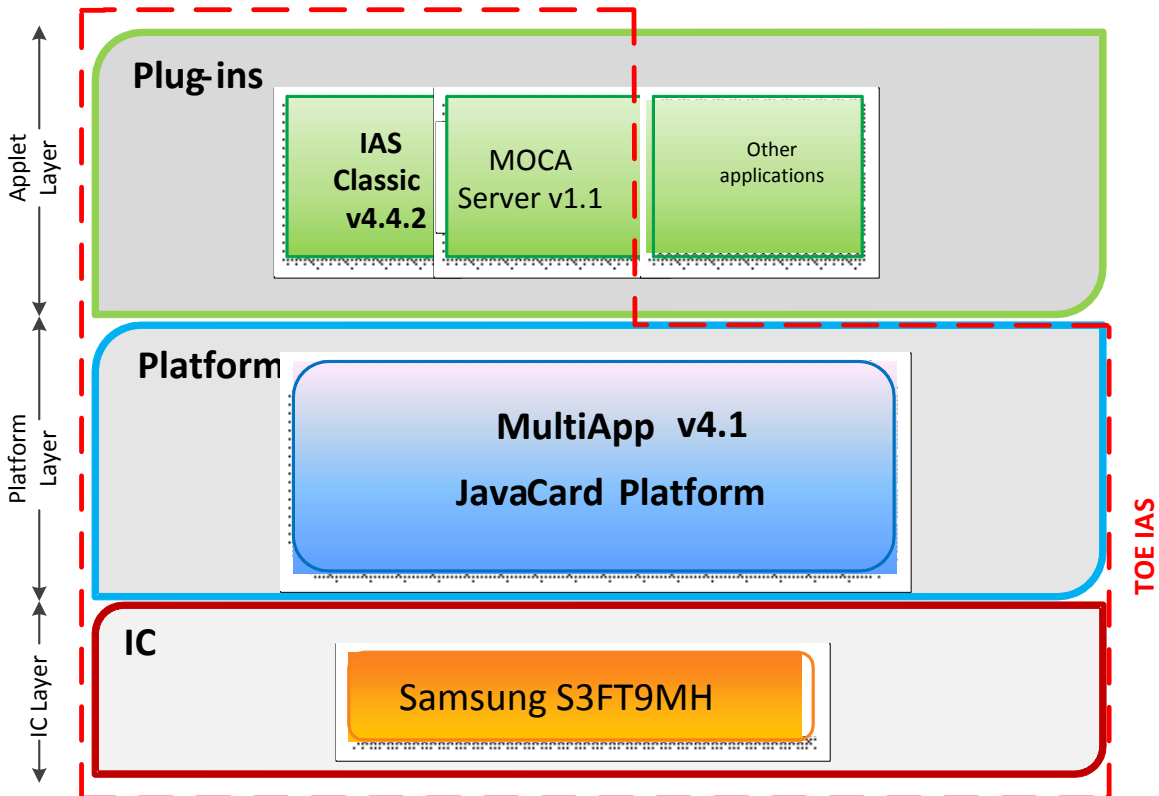 Plug-ins
IAS
Classic
v4.4.2
MOCA
Server v1.1
Other
applications
Applet
Layer
Platform
MultiApp v4.1
JavaCard Platform
Platform
Layer
TOE IAS
IC
Samsung S3FT9MH
IC Layer